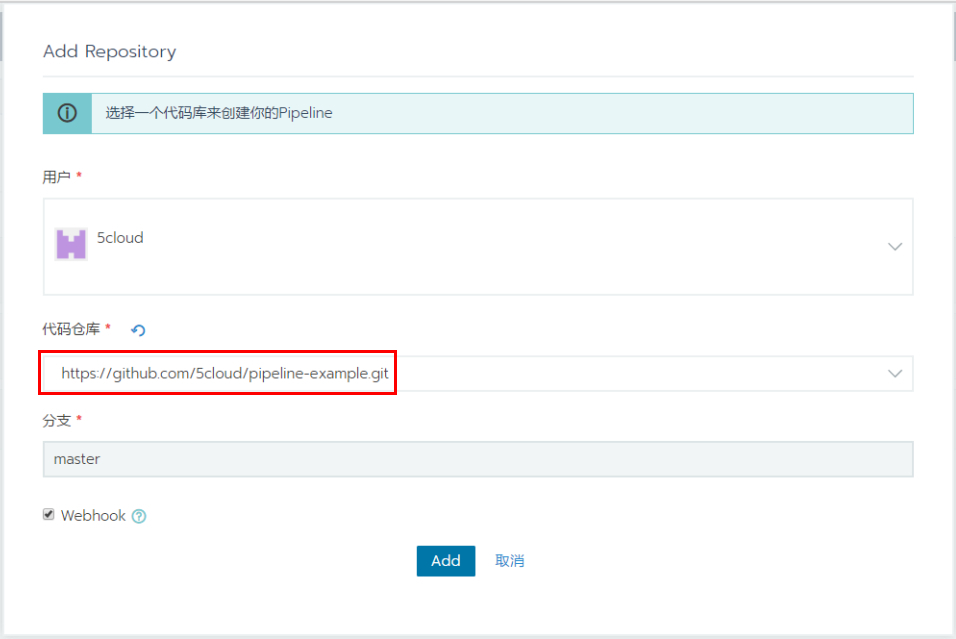 Add Repository
选择一个代码库来创建你的Pipeline
用户 *
5cloud
代码仓库 *
https://github.com/5cloud/pipeline-example.git
分支 *
master
Webhook
Add 取消